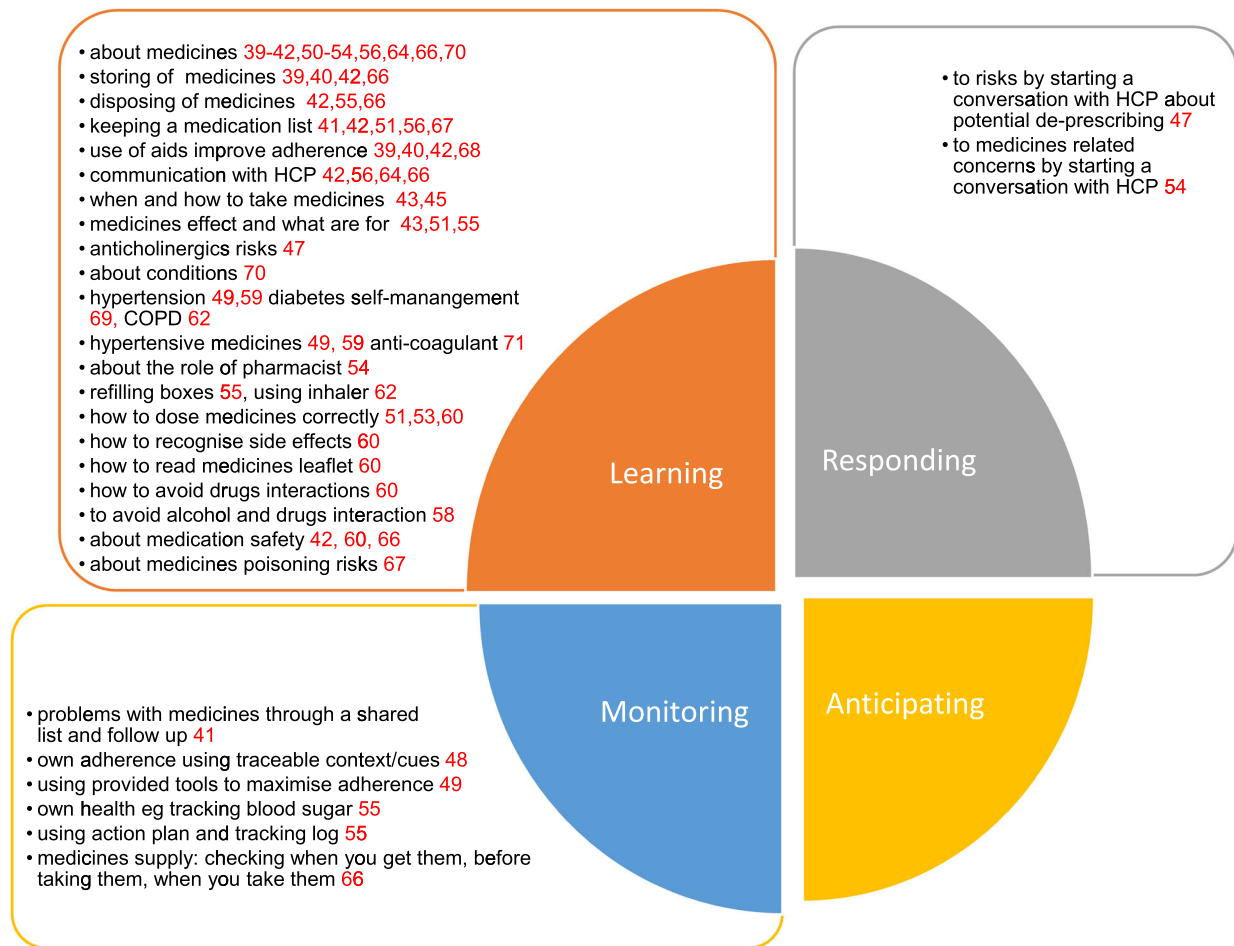 • about medicines 39-42,50-54,56,64,66,70
• storing of medicines 39,40,42,66
• disposing of medicines 42,55,66
• keeping a medication list 41,42,51,56,67
• use of aids improve adherence 39,40,42,68
• communication with HCP 42,56,64,66
• when and how to take medicines 43,45
• medicines effect and what are for 43,51,55
• anticholinergics risks 47
• about conditions 70
• hypertension 49,59 diabetes self-manangement
69, COPD 62
• hypertensive medicines 49, 59 anti-coagulant 71
• about the role of pharmacist 54
• refilling boxes 55, using inhaler 62
• how to dose medicines correctly 51,53,60
• how to recognise side effects 60
• how to read medicines leaflet 60
• how to avoid drugs interactions 60
• to avoid alcohol and drugs interaction 58
• about medication safety 42, 60, 66
• about medicines poisoning risks 67
• to risks by starting a
conversation with HCP about
potential de-prescribing 47
• to medicines related
concerns by starting a
conversation with HCP 54
Learning
Responding
Monitoring
Anticipating
• problems with medicines through a shared
list and follow up 41
• own adherence using traceable context/cues 48
• using provided tools to maximise adherence 49
• own health eg tracking blood sugar 55
• using action plan and tracking log 55
• medicines supply: checking when you get them, before
taking them, when you take them 66